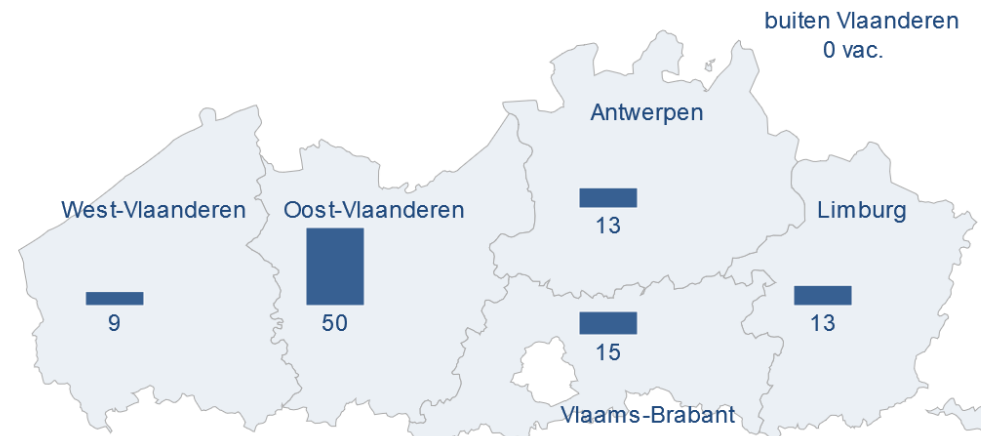 buiten Vlaanderen
0 vac.
Antwerpen
13
West-Vlaanderen
9
Oost-Vlaanderen
50
Limburg
13
15
Vlaams-Brabant